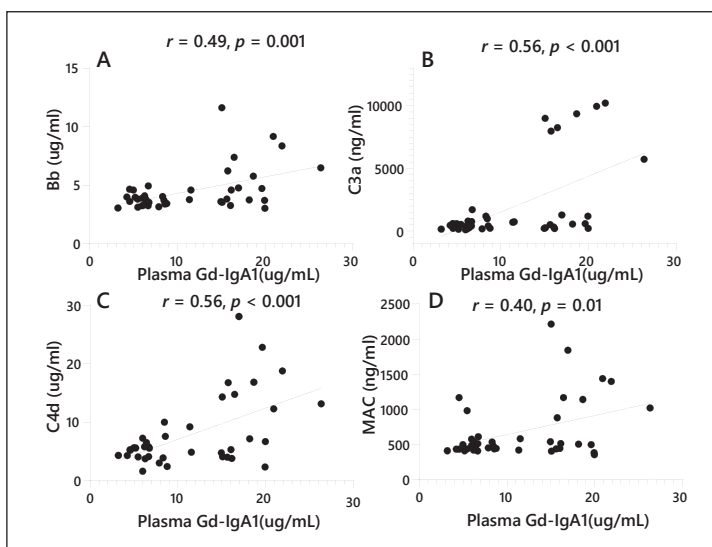 A
r = 0.49, p = 0.001
15
10
5
0
Bb (ug/ml)
0
10
20
30
Plasma Gd-IgA1(ug/mL)
B
r = 0.56, p < 0.001
10000
5000
0
C3a (ng/ml)
0
10
20
30
Plasma Gd-IgA1(ug/mL)
C
r = 0.56, p < 0.001
30
20
10
0
C4d (ug/ml)
0
10
20
30
Plasma Gd-IgA1(ug/mL)
D
r = 0.40, p = 0.01
2500
2000
1500
1000
500
0
MAC (ng/ml)
0
10
20
30
Plasma Gd-IgA1(ug/mL)